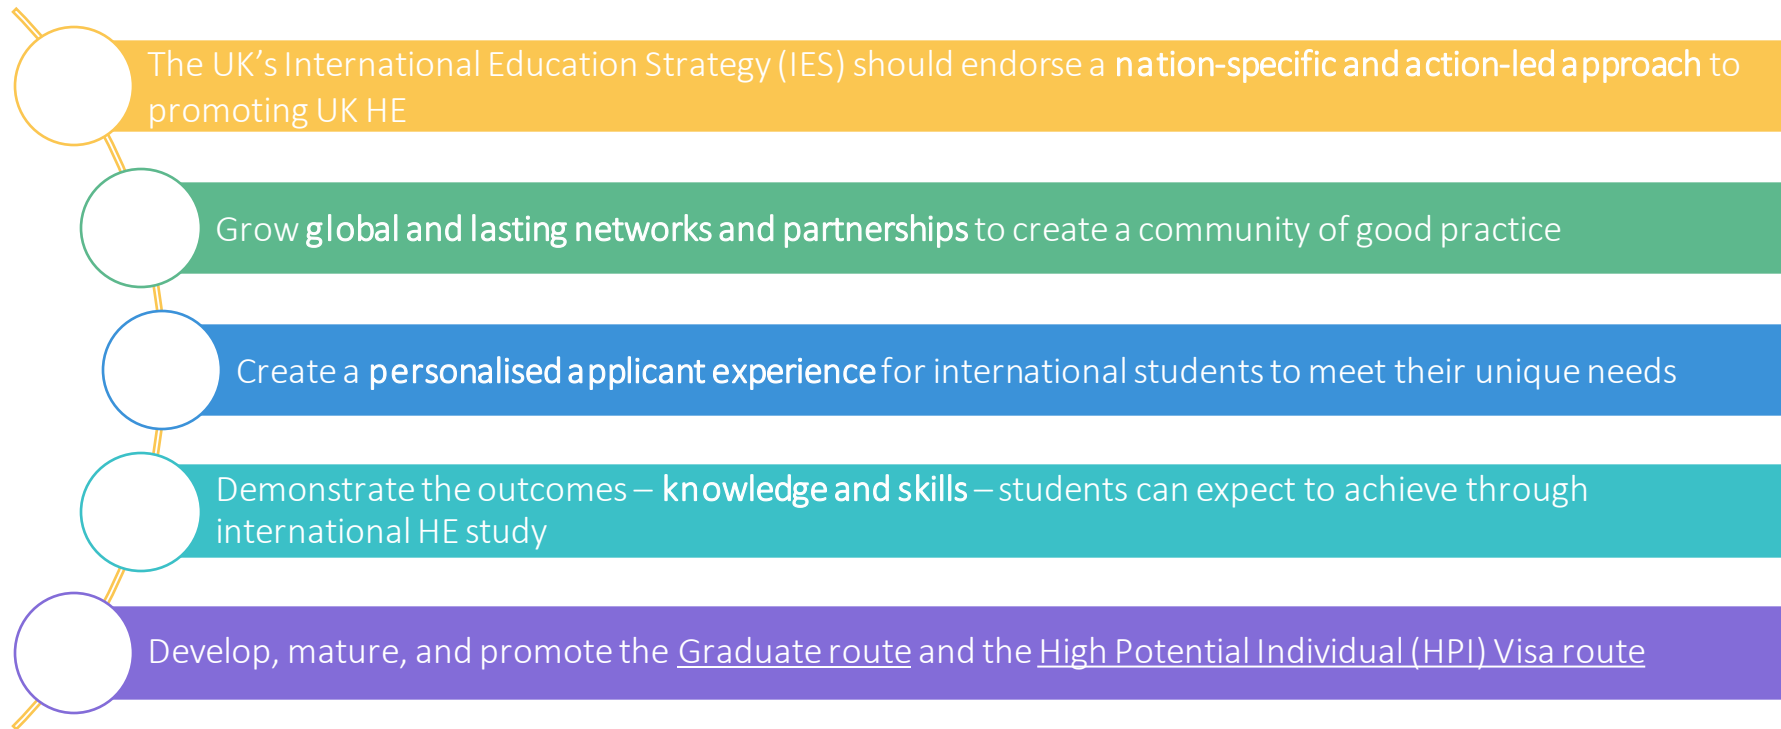 The UK's International Education Strategy (IES) should endorse a nation-specific and action-led approach to
promoting UK HE
Grow global and lasting networks and partnerships to create a community of good practice
Create a personalised applicant experience for international students to meet their unique needs
Demonstrate the outcomes – knowledge and skills – students can expect to achieve through
international HE study
Develop, mature, and promote the Graduate route and the High Potential Individual (HPI) Visa route